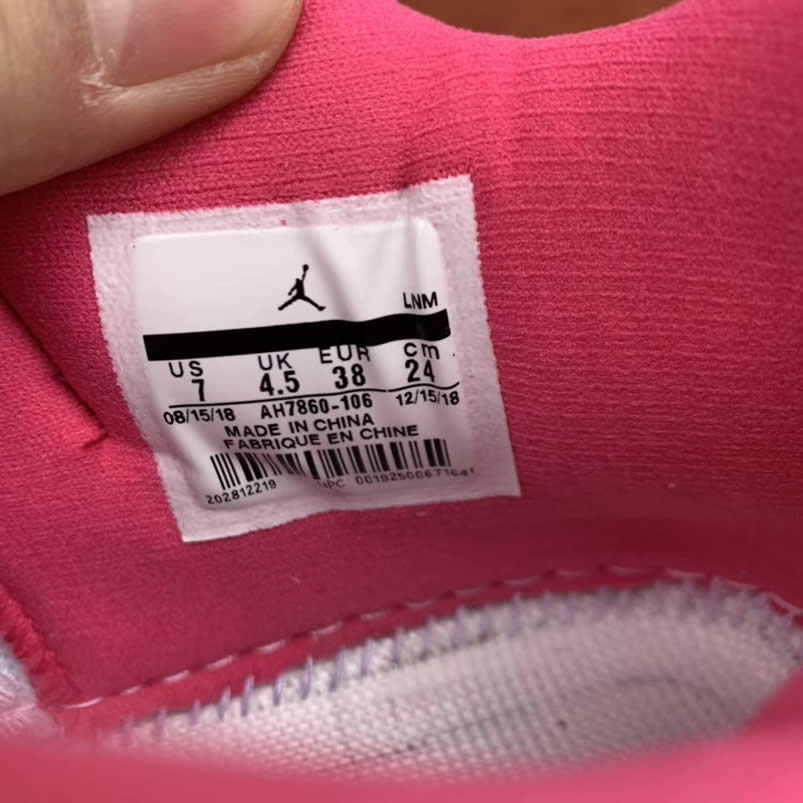 LNM
US UK EUR cm
7 4.5 38 24
08/15/18 AH7860-106 12/15/18
MADE IN CHINA
FABRIQUE EN CHINE
202812219